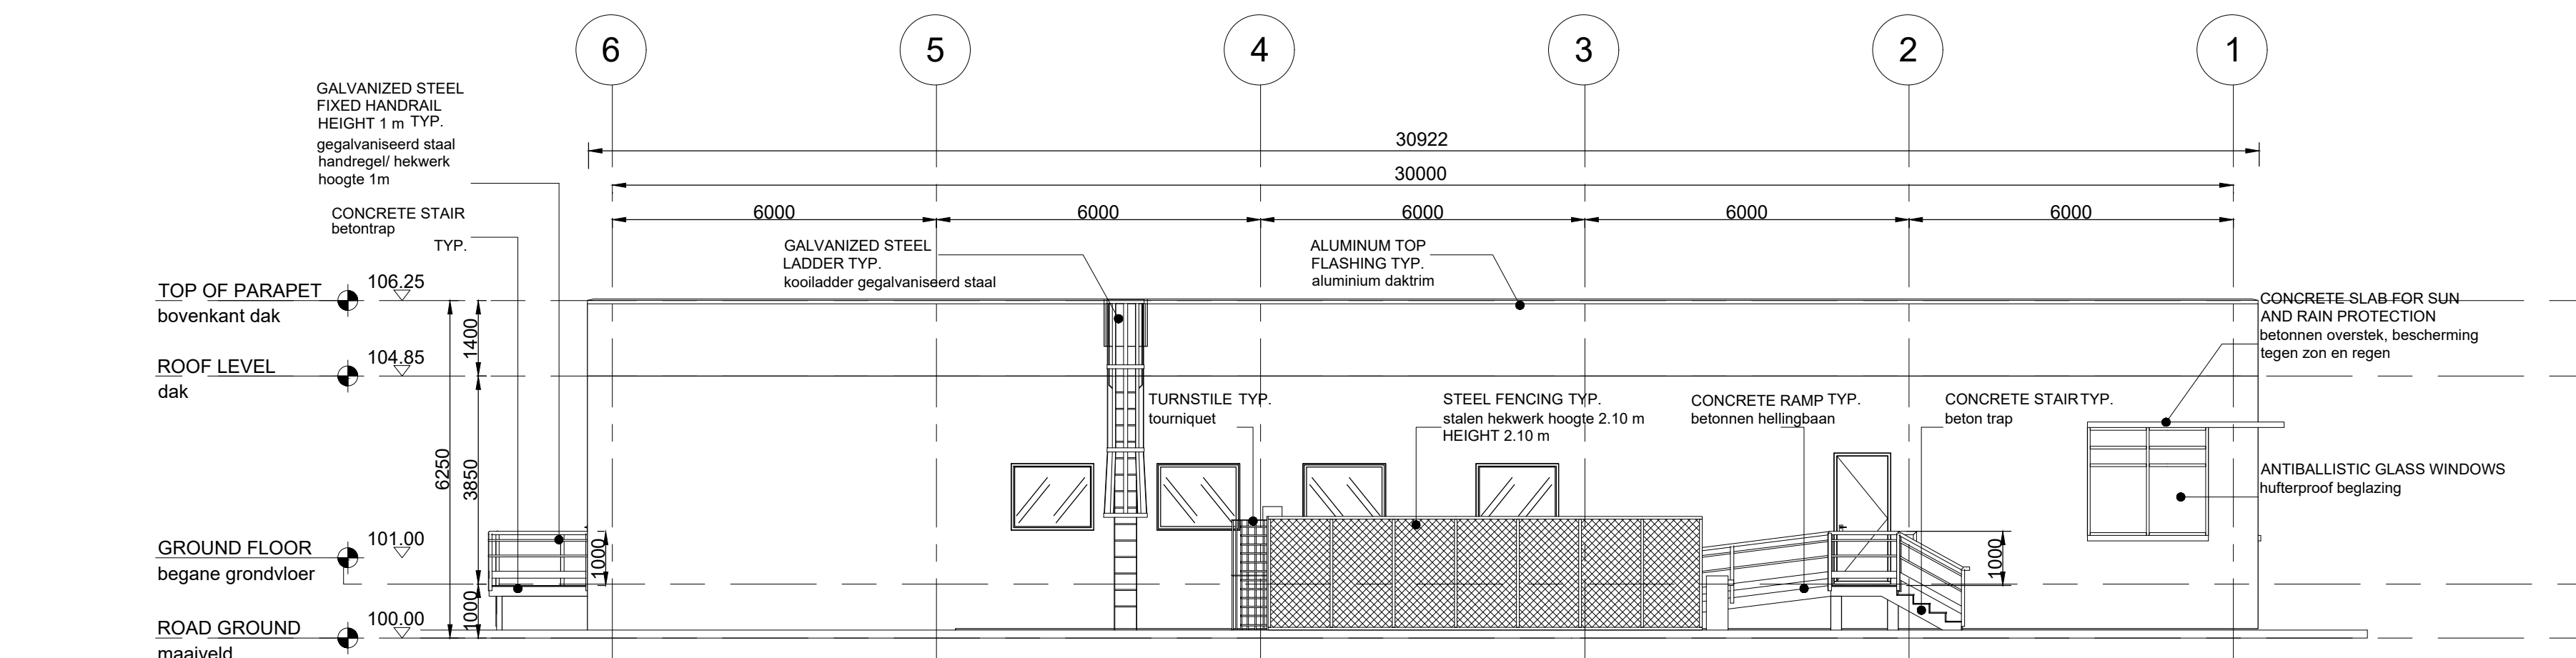 6 5 4 3 2 1
GALVANIZED STEEL
FIXED HANDRAIL
HEIGHT 1 m TYP.
gegalvaniseerd staal
handregel/ hekwerk
hoogte 1m
30922
30000
6000 6000 6000 6000 6000
CONCRETE STAIR
betontrap
TYP.
GALVANIZED STEEL
LADDER TYP.
kooiladder gegalvaniseerd staal
ALUMINUM TOP
FLASHING TYP.
aluminium daktrim
TOP OF PARAPET
bovenkant dak
106.25
CONCRETE SLAB FOR SUN
AND RAIN PROTECTION
betonnen overstek, bescherming
tegen zon en regen
1400
ROOF LEVEL
dak
104.85
TURNSTILE TYP.
tourniquet
STEEL FENCING TYP.
stalen hekwerk hoogte 2.10 m
HEIGHT 2.10 m
CONCRETE RAMP TYP.
betonnen hellingbaan
CONCRETE STAIR TYP.
beton trap
6250
3850
ANTIBALLISTIC GLASS WINDOWS
hufterproof beglazing
GROUND FLOOR
begane grondvloer
101.00
1000
1000
1000
ROAD GROUND
maaiveld
100.00